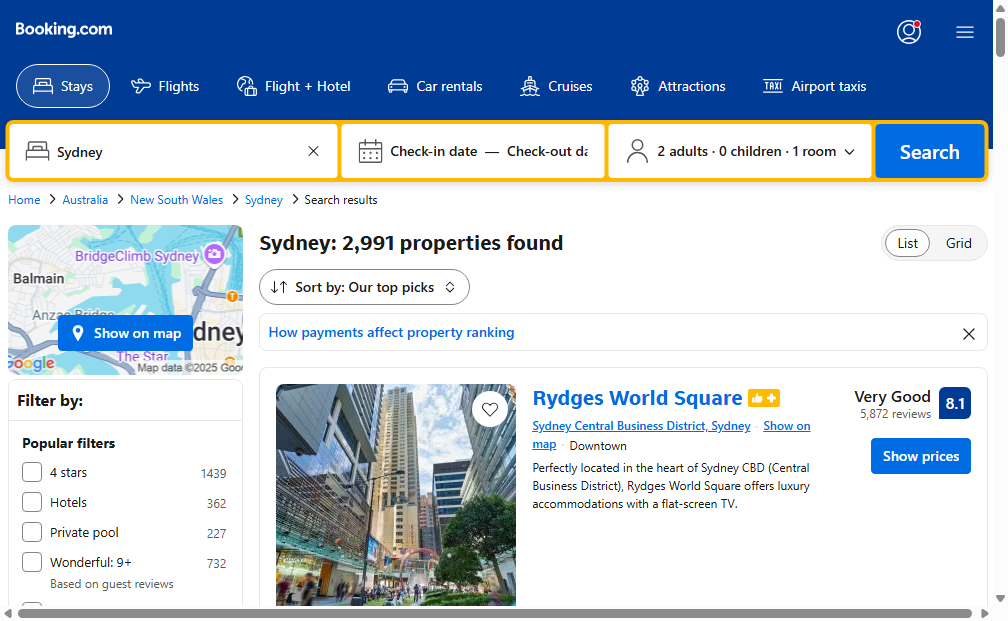 Booking.com
Stays
Flights
Flight + Hotel
Car rentals
Cruises
Attractions
TAXI
Airport taxis
Sydney
Check-in date — Check-out da
2 adults · 0 children · 1 room
Search
Home
Australia
New South Wales
Sydney
Search results
BridgeClimb Sydney
Balmain
Anzac Bridge
dney
The Star
Show on map
Google
Map data ©2025 Goo
Sydney: 2,991 properties found
List
Grid
Sort by: Our top picks
How payments affect property ranking
Filter by:
Popular filters
4 stars 1439
Hotels 362
Private pool 227
Wonderful: 9+ 732
Based on guest reviews
Rydges World Square
Sydney Central Business District, Sydney · Show on
map · Downtown
Perfectly located in the heart of Sydney CBD (Central
Business District), Rydges World Square offers luxury
accommodations with a flat-screen TV.
Very Good
5,872 reviews
8.1
Show prices